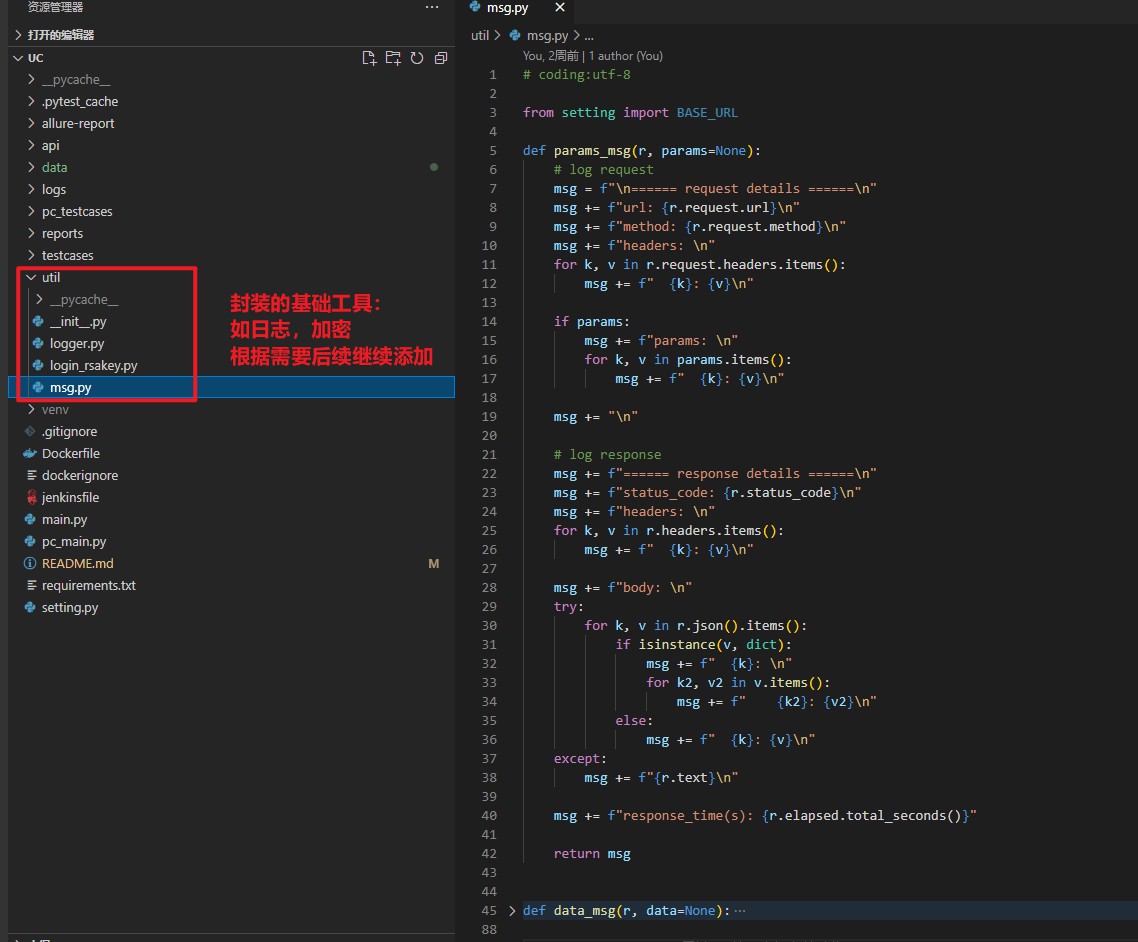 资源管理器
打开的编辑器
UC
__pycache__
.pytest_cache
allure-report
api
data
logs
pc_testcases
reports
testcases
util
__pycache__
__init__.py
logger.py
login_rsakey.py
msg.py
venv
.gitignore
Dockerfile
dockerignore
jenkinsfile
main.py
pc_main.py
README.md M
requirements.txt
setting.py
封装的基础工具：
如日志，加密
根据需要后续继续添加
msg.py
util > msg.py > ...
You, 2周前 | 1 author (You)
1 # coding:utf-8
2
3 from setting import BASE_URL
4
5 def params_msg(r, params=None):
6     # log request
7     msg = f"\n====== request details ======\n"
8     msg += f"url: {r.request.url}\n"
9     msg += f"method: {r.request.method}\n"
10     msg += f"headers: \n"
11     for k, v in r.request.headers.items():
12         msg += f"  {k}: {v}\n"
13
14     if params:
15         msg += f"params: \n"
16         for k, v in params.items():
17             msg += f"  {k}: {v}\n"
18
19     msg += "\n"
20
21     # log response
22     msg += f"====== response details ======\n"
23     msg += f"status_code: {r.status_code}\n"
24     msg += f"headers: \n"
25     for k, v in r.headers.items():
26         msg += f"  {k}: {v}\n"
27
28     msg += f"body: \n"
29     try:
30         for k, v in r.json().items():
31             if isinstance(v, dict):
32                 msg += f"  {k}: \n"
33                 for k2, v2 in v.items():
34                     msg += f"    {k2}: {v2}\n"
35             else:
36                 msg += f"  {k}: {v}\n"
37     except:
38         msg += f"{r.text}\n"
39
40     msg += f"response_time(s): {r.elapsed.total_seconds()}"
41
42     return msg
43
44
45 def data_msg(r, data=None): ...
88